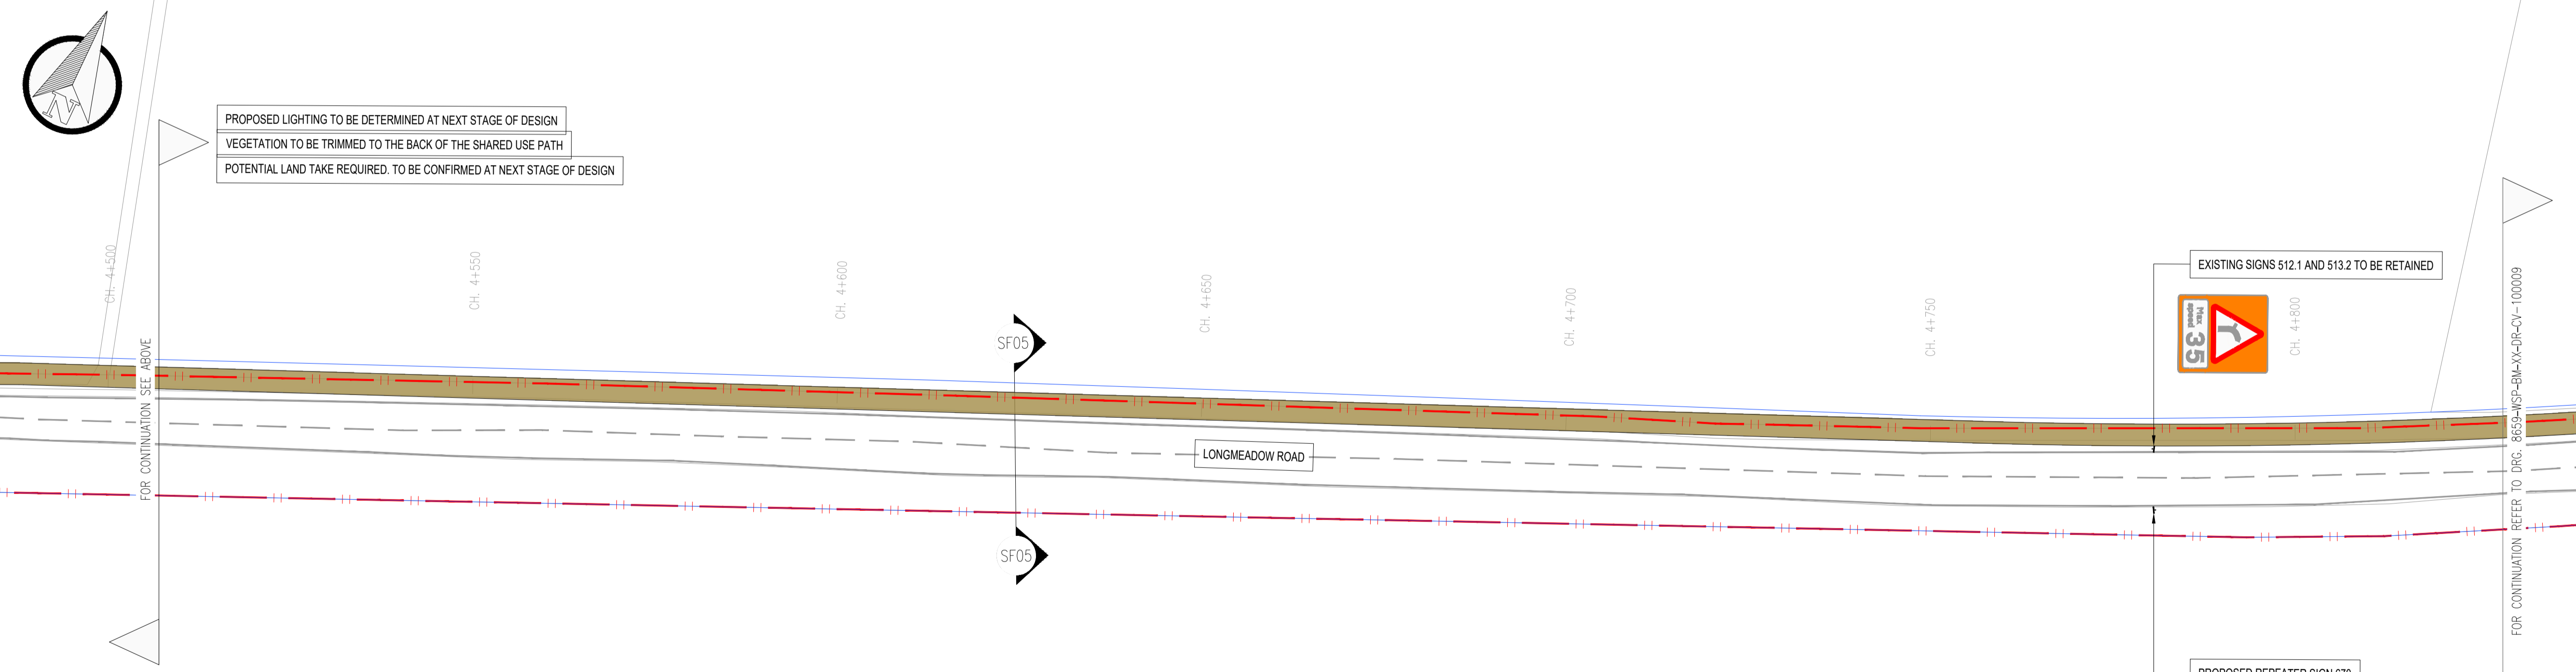 N
PROPOSED LIGHTING TO BE DETERMINED AT NEXT STAGE OF DESIGN
VEGETATION TO BE TRIMMED TO THE BACK OF THE SHARED USE PATH
POTENTIAL LAND TAKE REQUIRED. TO BE CONFIRMED AT NEXT STAGE OF DESIGN
CH. 4+500
CH. 4+550
CH. 4+600
CH. 4+650
CH. 4+700
CH. 4+750
CH. 4+800
EXISTING SIGNS 512.1 AND 513.2 TO BE RETAINED
Max
speed
35
SF05
FOR CONTINUATION SEE ABOVE
LONGMEADOW ROAD
SF05
FOR CONTINUATION REFER TO DRG. 8659-WSP-BM-XX-DR-CV-100009
PROPOSED REPEATER SIGN 670